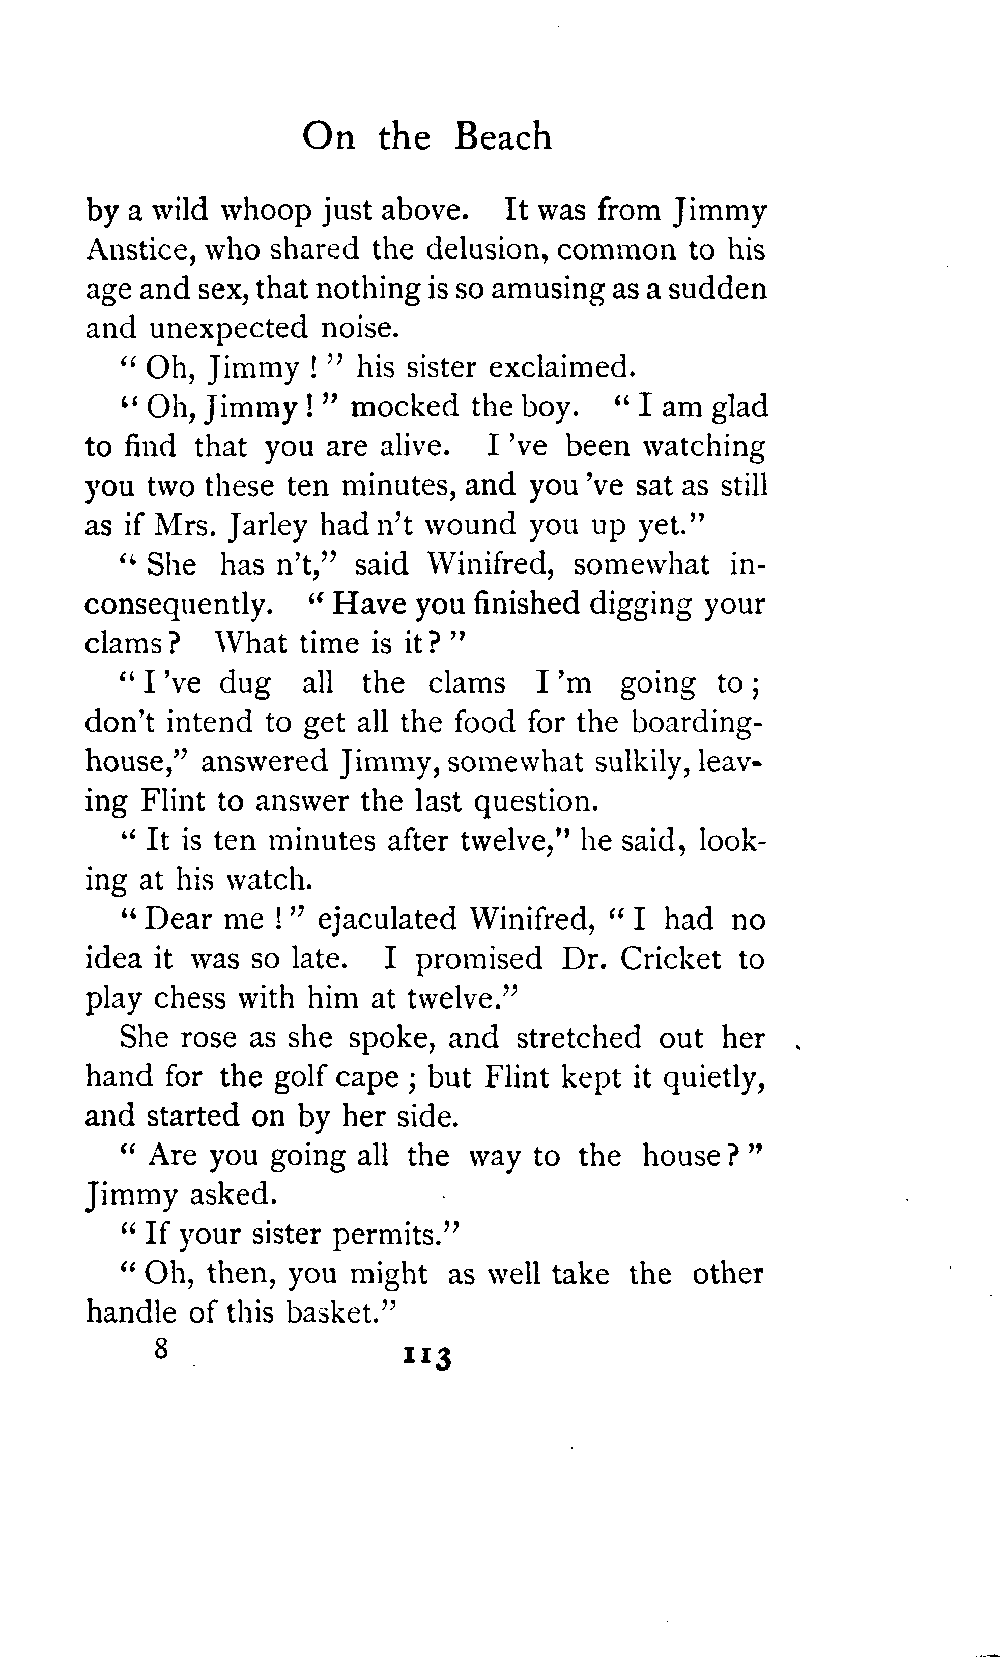 On the Beach
by a wild whoop just above. It was from Jimmy
Anstice, who shared the delusion, common to his
age and sex, that nothing is so amusing as a sudden
and unexpected noise.
“ Oh, Jimmy ! ” his sister exclaimed.
“ Oh, Jimmy ! ” mocked the boy. “ I am glad
to find that you are alive. I 've been watching
you two these ten minutes, and you 've sat as still
as if Mrs. Jarley had n't wound you up yet.”
“ She has n't,” said Winifred, somewhat in-
consequently. “ Have you finished digging your
clams ? What time is it ? ”
“ I 've dug all the clams I 'm going to ;
don't intend to get all the food for the boarding-
house,” answered Jimmy, somewhat sulkily, leav-
ing Flint to answer the last question.
“ It is ten minutes after twelve,” he said, look-
ing at his watch.
“ Dear me ! ” ejaculated Winifred, “ I had no
idea it was so late. I promised Dr. Cricket to
play chess with him at twelve.”
She rose as she spoke, and stretched out her
hand for the golf cape ; but Flint kept it quietly,
and started on by her side.
“ Are you going all the way to the house ? ”
Jimmy asked.
“ If your sister permits.”
“ Oh, then, you might as well take the other
handle of this basket.”
8 113